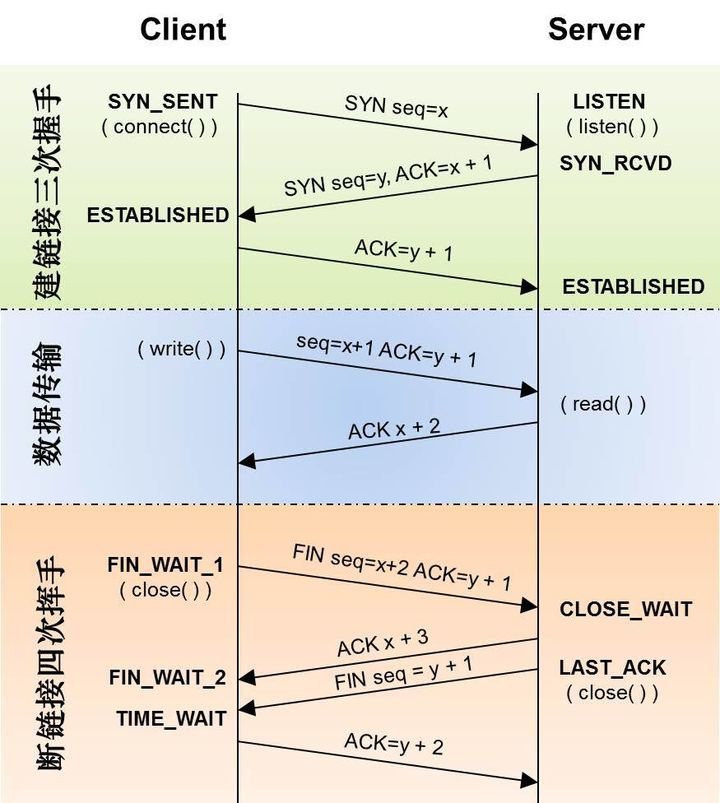 Client
Server
建链接三次握手
SYN_SENT
( connect( ) )
SYN seq=x
LISTEN
( listen( ) )
SYN_RCVD
SYN seq=y, ACK=x + 1
ESTABLISHED
ACK=y + 1
ESTABLISHED
数据传输
( write( ) )
seq=x+1 ACK=y + 1
( read( ) )
ACK x + 2
断链接四次挥手
FIN_WAIT_1
( close( ) )
FIN seq=x+2 ACK=y + 1
CLOSE_WAIT
ACK x + 3
FIN_WAIT_2
FIN seq = y + 1
LAST_ACK
( close( ) )
TIME_WAIT
ACK=y + 2